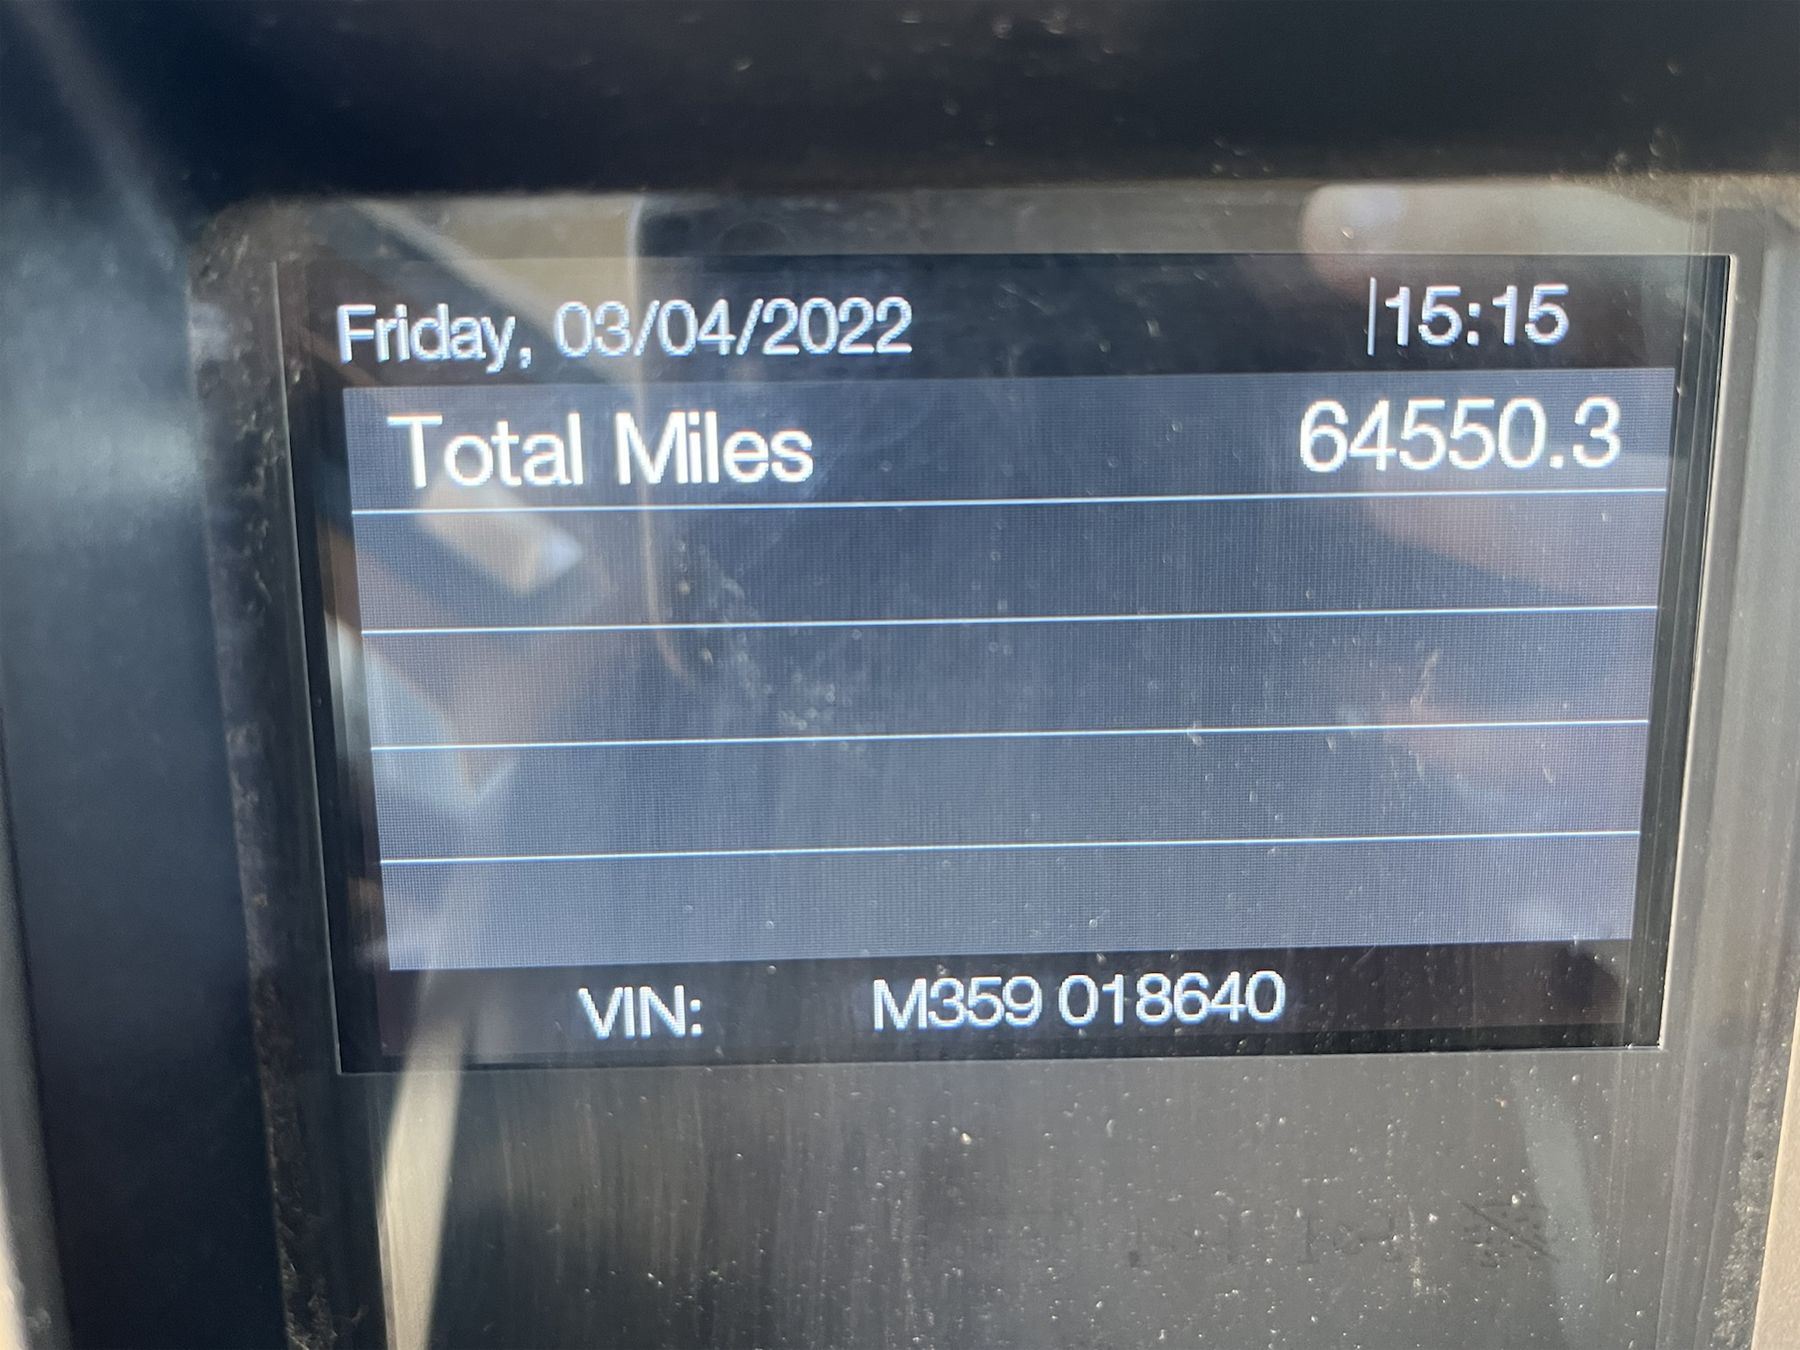 Friday, 03/04/2022 15:15
Total Miles 64550.3
VIN: M359 018640